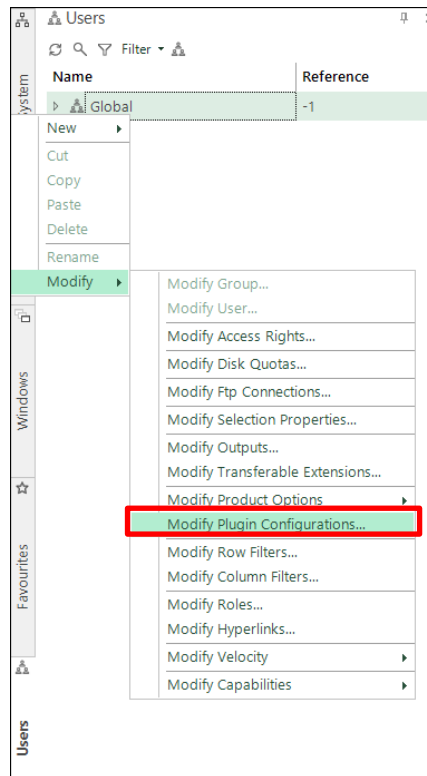 Users
Filter
Name Reference
Global -1
New
Cut
Copy
Paste
Delete
Rename
Modify
Modify Group...
Modify User...
Modify Access Rights...
Modify Disk Quotas...
Modify Ftp Connections...
Modify Selection Properties...
Modify Outputs...
Modify Transferable Extensions...
Modify Product Options
Modify Plugin Configurations...
Modify Row Filters...
Modify Column Filters...
Modify Roles...
Modify Hyperlinks...
Modify Velocity
Modify Capabilities
Windows
Favourites
Users